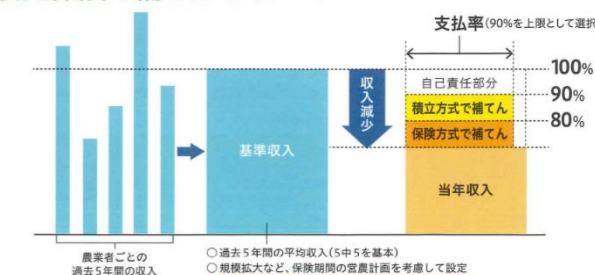 支払率(90%を上限として選択
100%
自己責任部分
90%
積立方式で補てん
80%
保険方式で補てん
収入減少
基準収入
当年収入
農業者ごとの
過去5年間の収入
○過去5年間の平均収入(5中5を基本)
○規模拡大など、保険期間の営農計画を考慮して設定